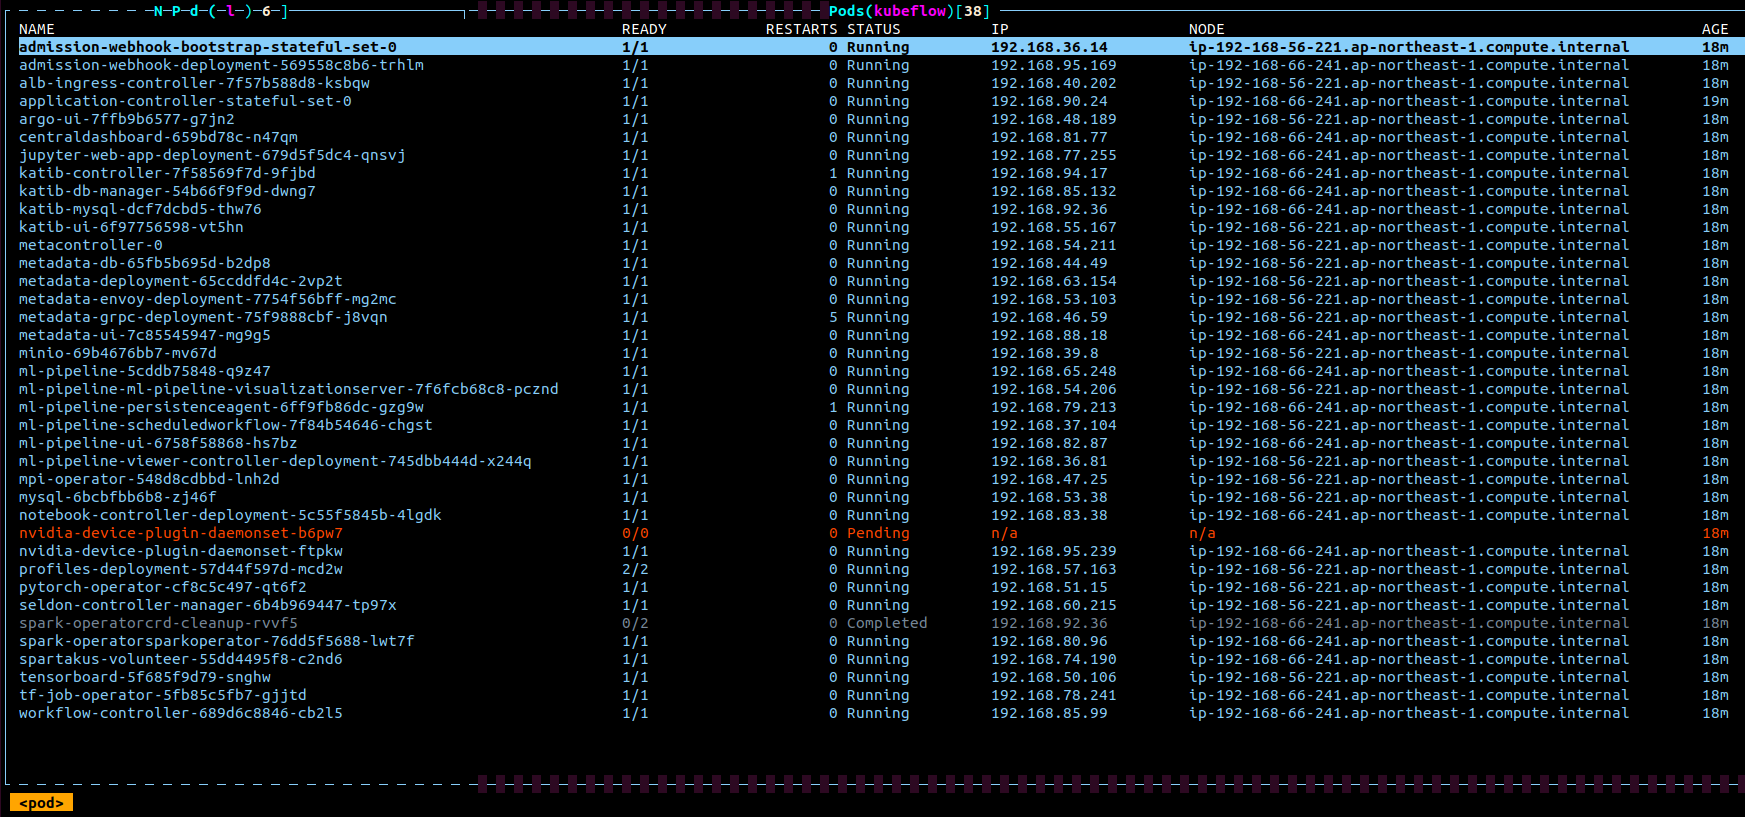 N P d ( l ) 6 ] Pods(kubeflow)[38]
NAME READY RESTARTS STATUS IP NODE AGE
admission-webhook-bootstrap-stateful-set-0 1/1 0 Running 192.168.36.14 ip-192-168-56-221.ap-northeast-1.compute.internal 18m
admission-webhook-deployment-569558c8b6-trhlm 1/1 0 Running 192.168.95.169 ip-192-168-66-241.ap-northeast-1.compute.internal 18m
alb-ingress-controller-7f57b588d8-ksbqw 1/1 0 Running 192.168.40.202 ip-192-168-56-221.ap-northeast-1.compute.internal 18m
application-controller-stateful-set-0 1/1 0 Running 192.168.90.24 ip-192-168-66-241.ap-northeast-1.compute.internal 19m
argo-ui-7ffb9b6577-g7jn2 1/1 0 Running 192.168.48.189 ip-192-168-56-221.ap-northeast-1.compute.internal 18m
centraldashboard-659bd78c-n47qm 1/1 0 Running 192.168.81.77 ip-192-168-66-241.ap-northeast-1.compute.internal 18m
jupyter-web-app-deployment-679d5f5dc4-qnsvj 1/1 0 Running 192.168.77.255 ip-192-168-66-241.ap-northeast-1.compute.internal 18m
katib-controller-7f58569f7d-9fjbd 1/1 1 Running 192.168.94.17 ip-192-168-66-241.ap-northeast-1.compute.internal 18m
katib-db-manager-54b66f9f9d-dwng7 1/1 0 Running 192.168.85.132 ip-192-168-66-241.ap-northeast-1.compute.internal 18m
katib-mysql-dcf7dcbd5-thw76 1/1 0 Running 192.168.92.36 ip-192-168-66-241.ap-northeast-1.compute.internal 18m
katib-ui-6f97756598-vt5hn 1/1 0 Running 192.168.55.167 ip-192-168-56-221.ap-northeast-1.compute.internal 18m
metacontroller-0 1/1 0 Running 192.168.54.211 ip-192-168-56-221.ap-northeast-1.compute.internal 18m
metadata-db-65fb5b695d-b2dp8 1/1 0 Running 192.168.44.49 ip-192-168-56-221.ap-northeast-1.compute.internal 18m
metadata-deployment-65ccddfd4c-2vp2t 1/1 0 Running 192.168.63.154 ip-192-168-56-221.ap-northeast-1.compute.internal 18m
metadata-envoy-deployment-7754f56bff-mg2mc 1/1 0 Running 192.168.53.103 ip-192-168-56-221.ap-northeast-1.compute.internal 18m
metadata-grpc-deployment-75f9888cbf-j8vqn 1/1 5 Running 192.168.46.59 ip-192-168-56-221.ap-northeast-1.compute.internal 18m
metadata-ui-7c85545947-mg9g5 1/1 0 Running 192.168.88.18 ip-192-168-66-241.ap-northeast-1.compute.internal 18m
minio-69b4676bb7-mv67d 1/1 0 Running 192.168.39.8 ip-192-168-56-221.ap-northeast-1.compute.internal 18m
ml-pipeline-5cddb75848-q9z47 1/1 0 Running 192.168.65.248 ip-192-168-66-241.ap-northeast-1.compute.internal 18m
ml-pipeline-ml-pipeline-visualizationserver-7f6fcb68c8-pcznd 1/1 0 Running 192.168.54.206 ip-192-168-56-221.ap-northeast-1.compute.internal 18m
ml-pipeline-persistenceagent-6ff9fb86dc-gzg9w 1/1 1 Running 192.168.79.213 ip-192-168-66-241.ap-northeast-1.compute.internal 18m
ml-pipeline-scheduledworkflow-7f84b54646-chgst 1/1 0 Running 192.168.37.104 ip-192-168-56-221.ap-northeast-1.compute.internal 18m
ml-pipeline-ui-6758f58868-hs7bz 1/1 0 Running 192.168.82.87 ip-192-168-66-241.ap-northeast-1.compute.internal 18m
ml-pipeline-viewer-controller-deployment-745dbb444d-x244q 1/1 0 Running 192.168.36.81 ip-192-168-56-221.ap-northeast-1.compute.internal 18m
mpi-operator-548d8cdbbd-lnh2d 1/1 0 Running 192.168.47.25 ip-192-168-56-221.ap-northeast-1.compute.internal 18m
mysql-6bcbfbb6b8-zj46f 1/1 0 Running 192.168.53.38 ip-192-168-56-221.ap-northeast-1.compute.internal 18m
notebook-controller-deployment-5c55f5845b-4lgdk 1/1 0 Running 192.168.83.38 ip-192-168-66-241.ap-northeast-1.compute.internal 18m
nvidia-device-plugin-daemonset-b6pw7 0/0 0 Pending n/a n/a 18m
nvidia-device-plugin-daemonset-ftpkw 1/1 0 Running 192.168.95.239 ip-192-168-66-241.ap-northeast-1.compute.internal 18m
profiles-deployment-57d44f597d-mcd2w 2/2 0 Running 192.168.57.163 ip-192-168-56-221.ap-northeast-1.compute.internal 18m
pytorch-operator-cf8c5c497-qt6f2 1/1 0 Running 192.168.51.15 ip-192-168-56-221.ap-northeast-1.compute.internal 18m
seldon-controller-manager-6b4b969447-tp97x 1/1 0 Running 192.168.60.215 ip-192-168-56-221.ap-northeast-1.compute.internal 18m
spark-operatorcrd-cleanup-rvvf5 0/2 0 Completed 192.168.92.36 ip-192-168-66-241.ap-northeast-1.compute.internal 18m
spark-operatorsparkoperator-76dd5f5688-lwt7f 1/1 0 Running 192.168.80.96 ip-192-168-66-241.ap-northeast-1.compute.internal 18m
spartakus-volunteer-55dd4495f8-c2nd6 1/1 0 Running 192.168.74.190 ip-192-168-66-241.ap-northeast-1.compute.internal 18m
tensorboard-5f685f9d79-snghw 1/1 0 Running 192.168.50.106 ip-192-168-56-221.ap-northeast-1.compute.internal 18m
tf-job-operator-5fb85c5fb7-gjjtd 1/1 0 Running 192.168.78.241 ip-192-168-66-241.ap-northeast-1.compute.internal 18m
workflow-controller-689d6c8846-cb2l5 1/1 0 Running 192.168.85.99 ip-192-168-66-241.ap-northeast-1.compute.internal 18m
<pod>